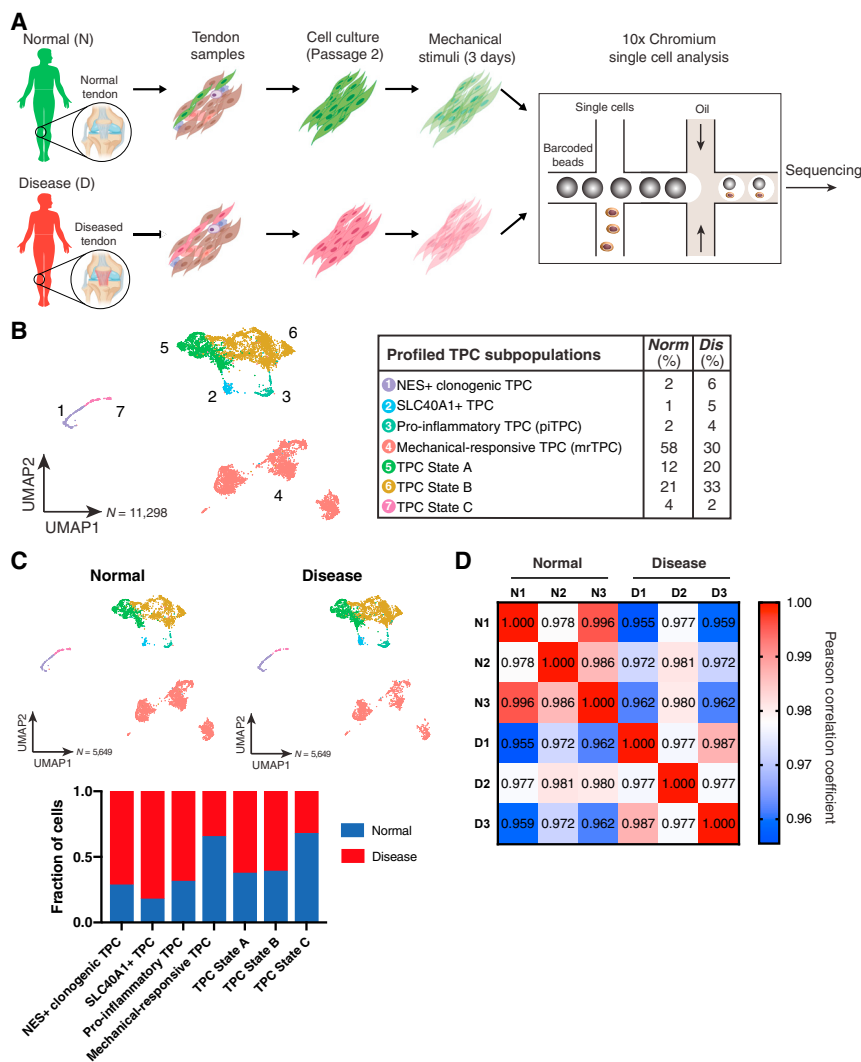 A
Normal (N)
Normal
tendon
Disease (D)
Diseased
tendon
Tendon
samples
Cell culture
(Passage 2)
Mechanical
stimuli (3 days)
10x Chromium
single cell analysis
Single cells
Oil
Barcoded
beads
Sequencing
B
5
6
2
3
1
7
4
UMAP2
UMAP1
N = 11,298
Profiled TPC subpopulations Norm (%) Dis (%)
1 NES+ clonogenic TPC 2 6
2 SLC40A1+ TPC 1 5
3 Pro-inflammatory TPC (piTPC) 2 4
4 Mechanical-responsive TPC (mrTPC) 58 30
5 TPC State A 12 20
6 TPC State B 21 33
7 TPC State C 4 2
C
Normal
Disease
UMAP2
UMAP1
N = 5,649
UMAP2
UMAP1
N = 5,649
Fraction of cells
1.0
0.5
0.0
Normal
Disease
NES+ clonogenic TPC
SLC40A1+ TPC
Pro-inflammatory TPC
Mechanical-responsive TPC
TPC State A
TPC State B
TPC State C
D
Normal Disease
N1 N2 N3 D1 D2 D3
N1 1.000 0.978 0.996 0.955 0.977 0.959
N2 0.978 1.000 0.986 0.972 0.981 0.972
N3 0.996 0.986 1.000 0.962 0.980 0.962
D1 0.955 0.972 0.962 1.000 0.977 0.987
D2 0.977 0.981 0.980 0.977 1.000 0.977
D3 0.959 0.972 0.962 0.987 0.977 1.000
1.00
0.99
0.98
0.97
0.96
Pearson correlation coefficient